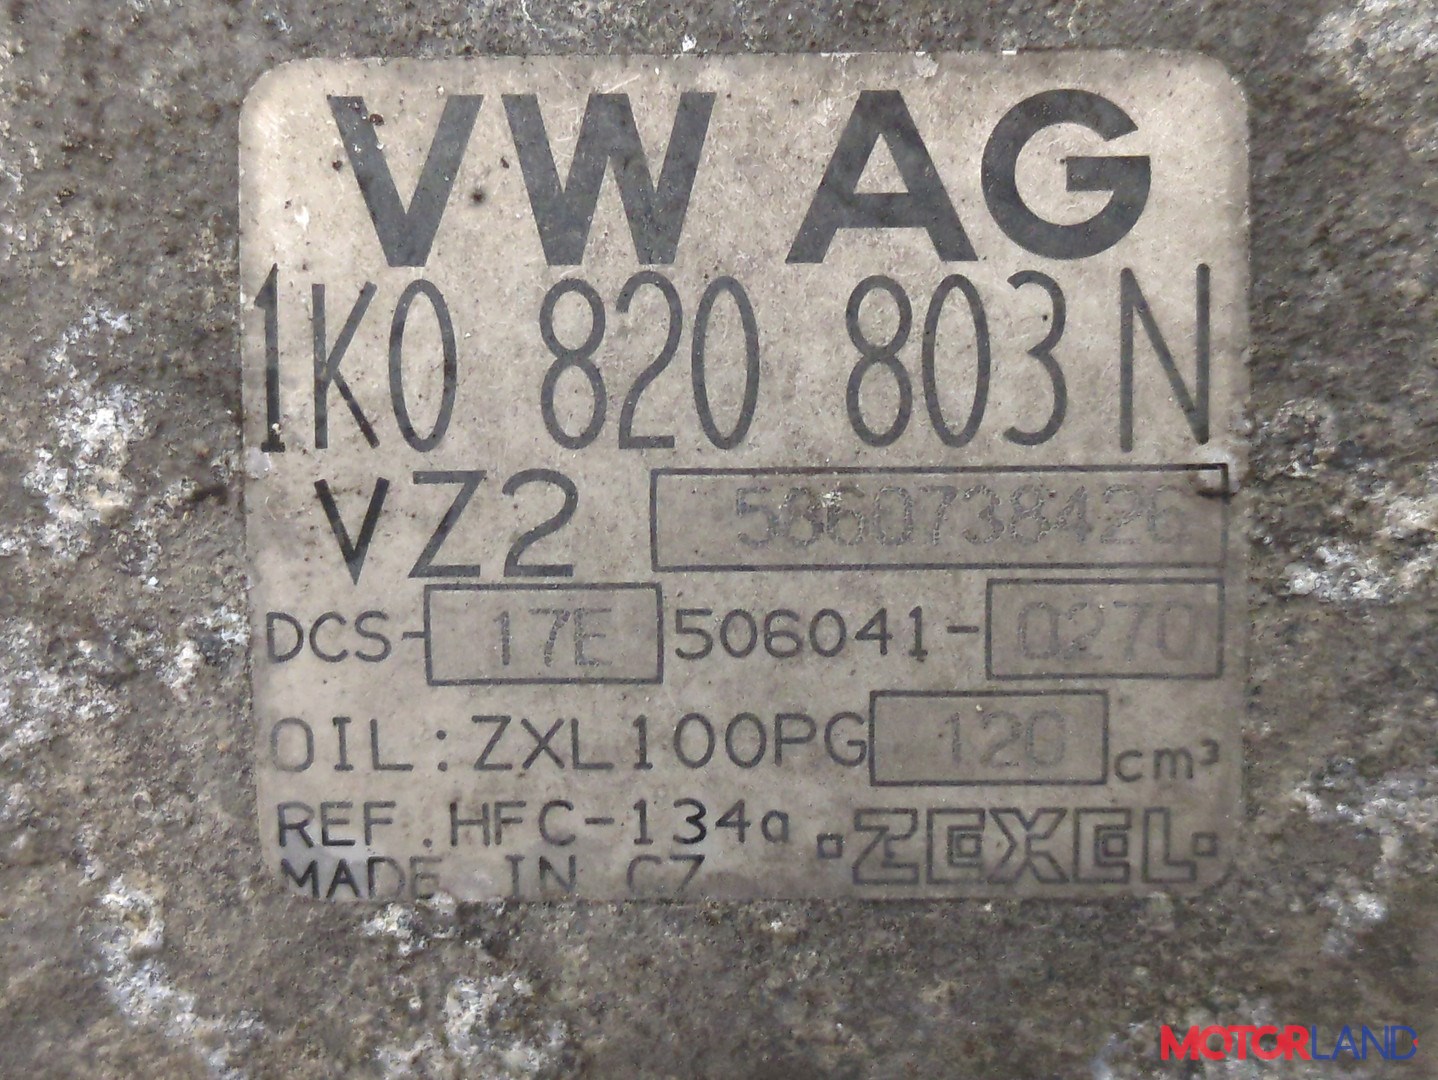 VW AG
1K0 820 803 N
VZ2 5860738426
DCS-17E 506041-0270
OIL:ZXL100PG 120 cm³
REF.HFC-134a ·ZEXEL·
MADE IN CZ
MOTORLAND